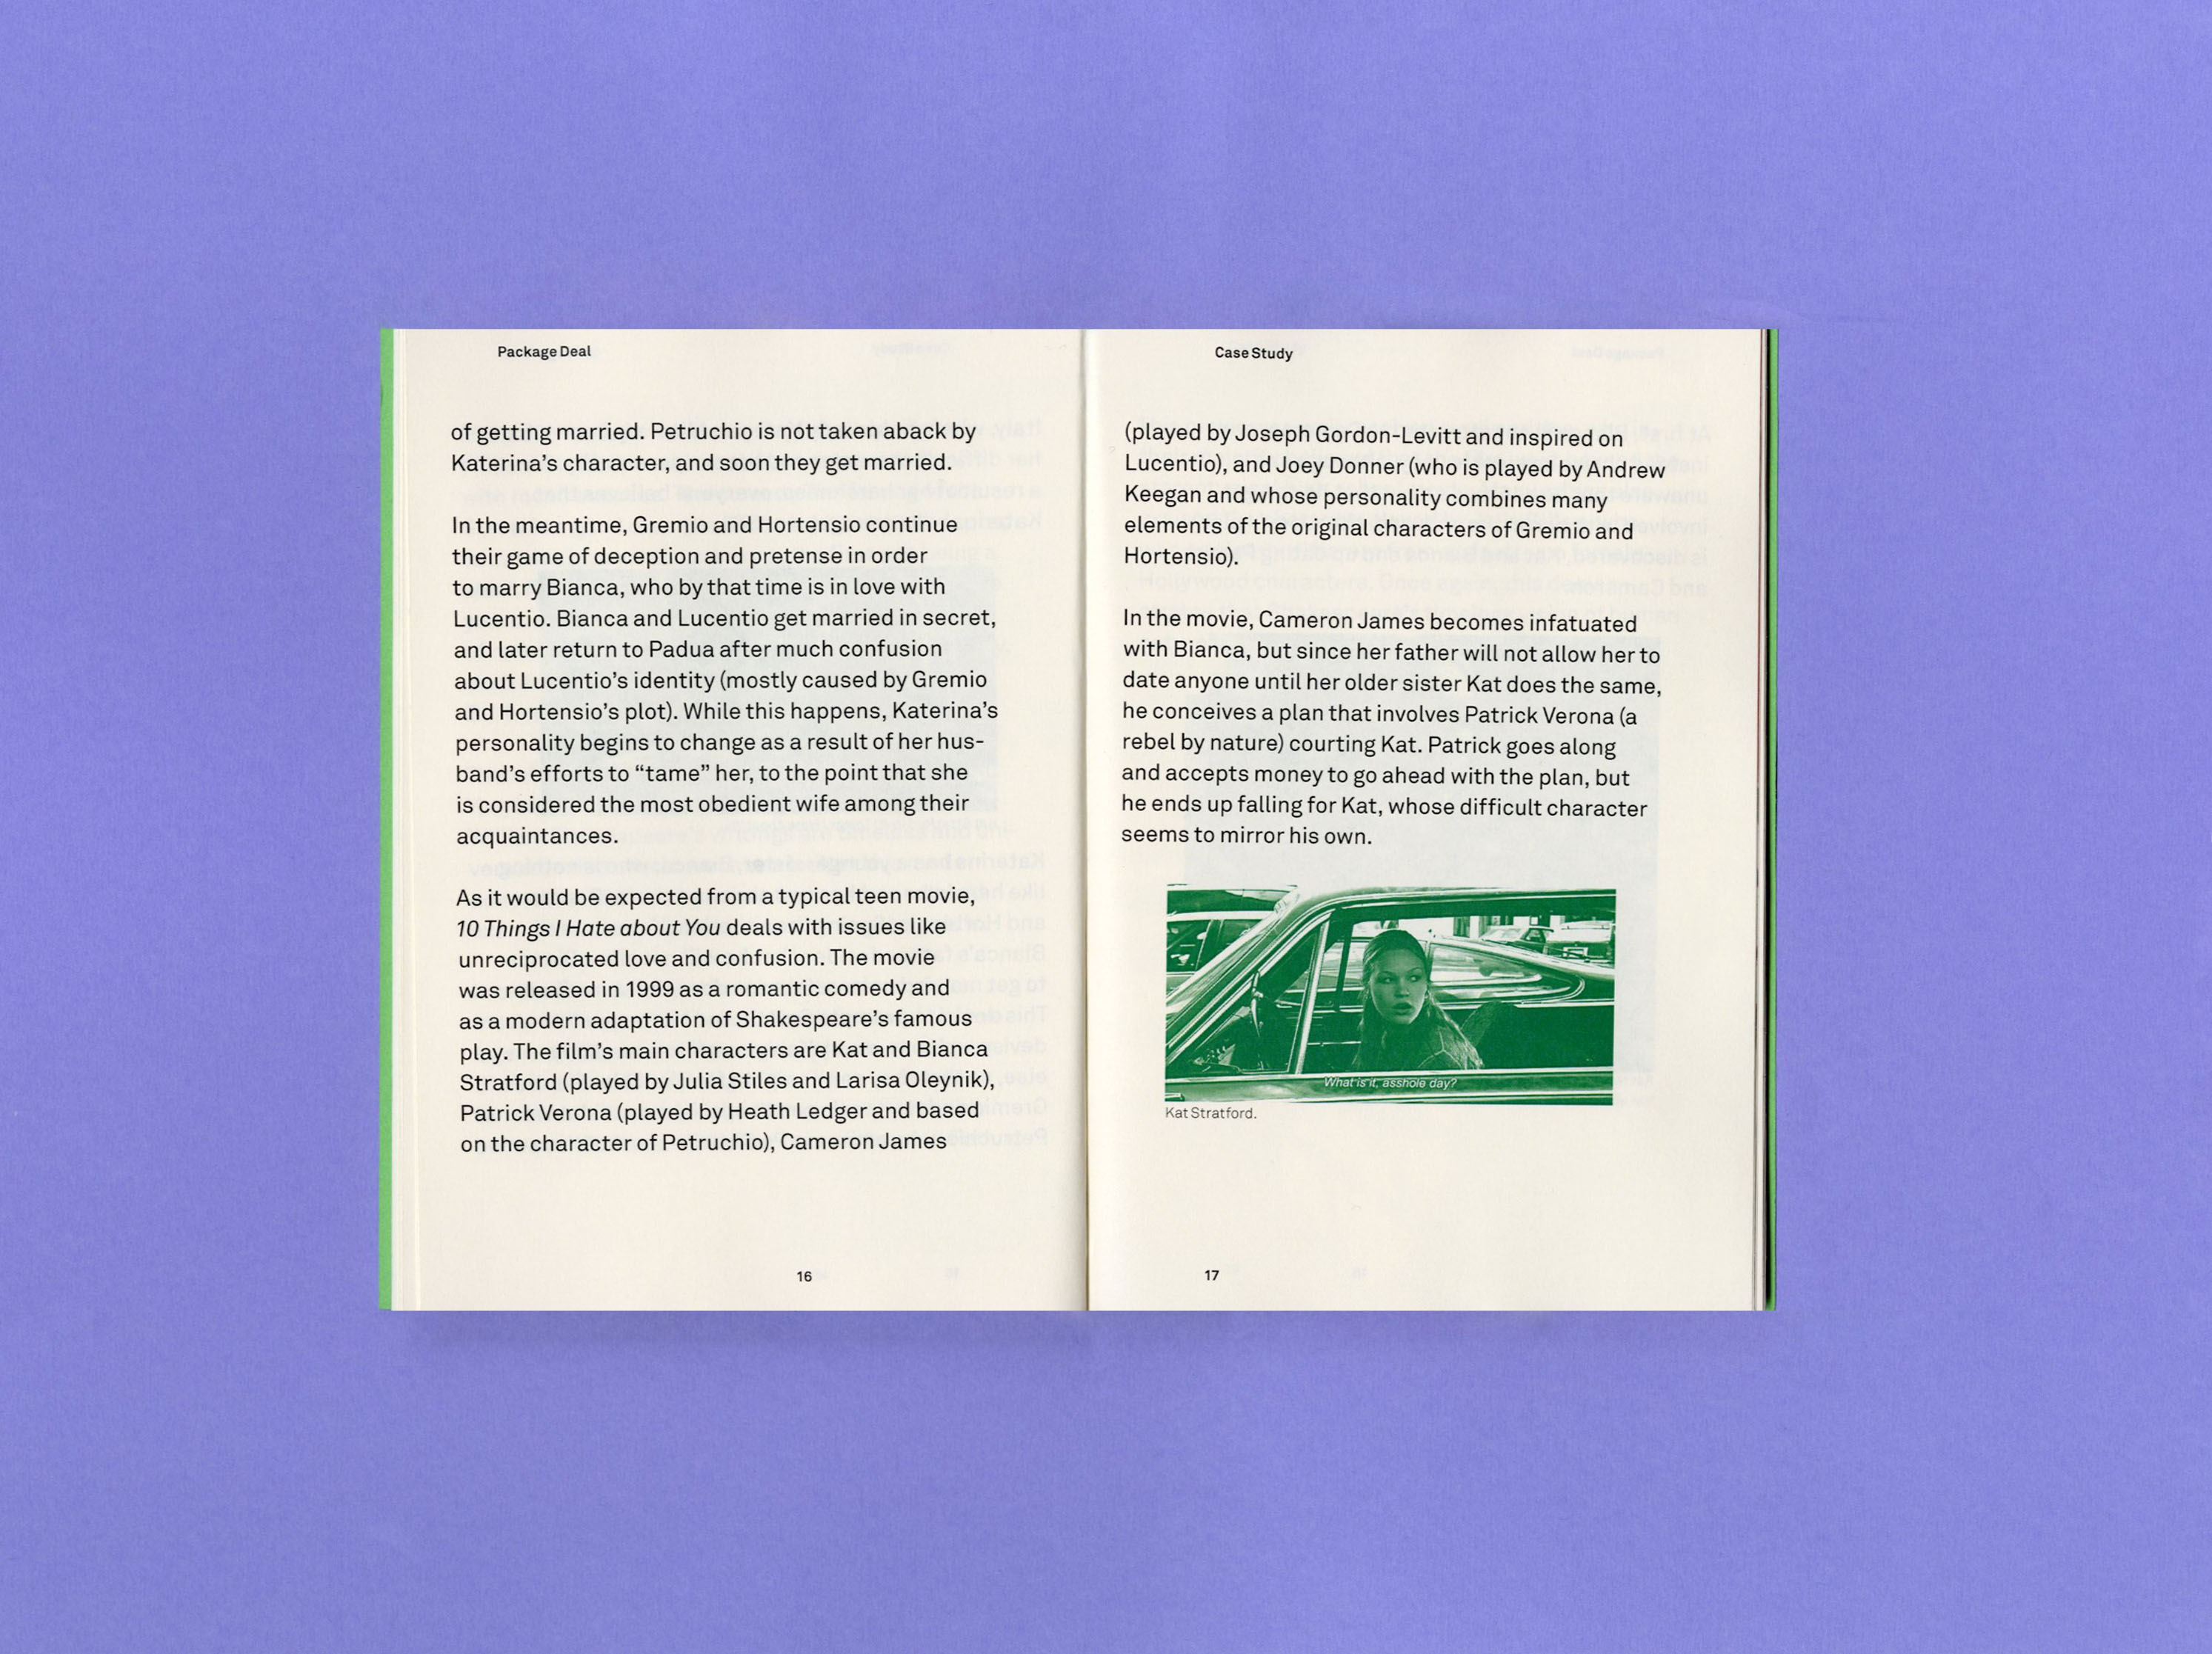 Package Deal
of getting married. Petruchio is not taken aback by
Katerina’s character, and soon they get married.
In the meantime, Gremio and Hortensio continue
their game of deception and pretense in order
to marry Bianca, who by that time is in love with
Lucentio. Bianca and Lucentio get married in secret,
and later return to Padua after much confusion
about Lucentio’s identity (mostly caused by Gremio
and Hortensio’s plot). While this happens, Katerina’s
personality begins to change as a result of her hus-
band’s efforts to “tame” her, to the point that she
is considered the most obedient wife among their
acquaintances.
As it would be expected from a typical teen movie,
10 Things I Hate about You deals with issues like
unreciprocated love and confusion. The movie
was released in 1999 as a romantic comedy and
as a modern adaptation of Shakespeare’s famous
play. The film’s main characters are Kat and Bianca
Stratford (played by Julia Stiles and Larisa Oleynik),
Patrick Verona (played by Heath Ledger and based
on the character of Petruchio), Cameron James
16
Case Study
(played by Joseph Gordon-Levitt and inspired on
Lucentio), and Joey Donner (who is played by Andrew
Keegan and whose personality combines many
elements of the original characters of Gremio and
Hortensio).
In the movie, Cameron James becomes infatuated
with Bianca, but since her father will not allow her to
date anyone until her older sister Kat does the same,
he conceives a plan that involves Patrick Verona (a
rebel by nature) courting Kat. Patrick goes along
and accepts money to go ahead with the plan, but
he ends up falling for Kat, whose difficult character
seems to mirror his own.
What is it, asshole day?
Kat Stratford.
17